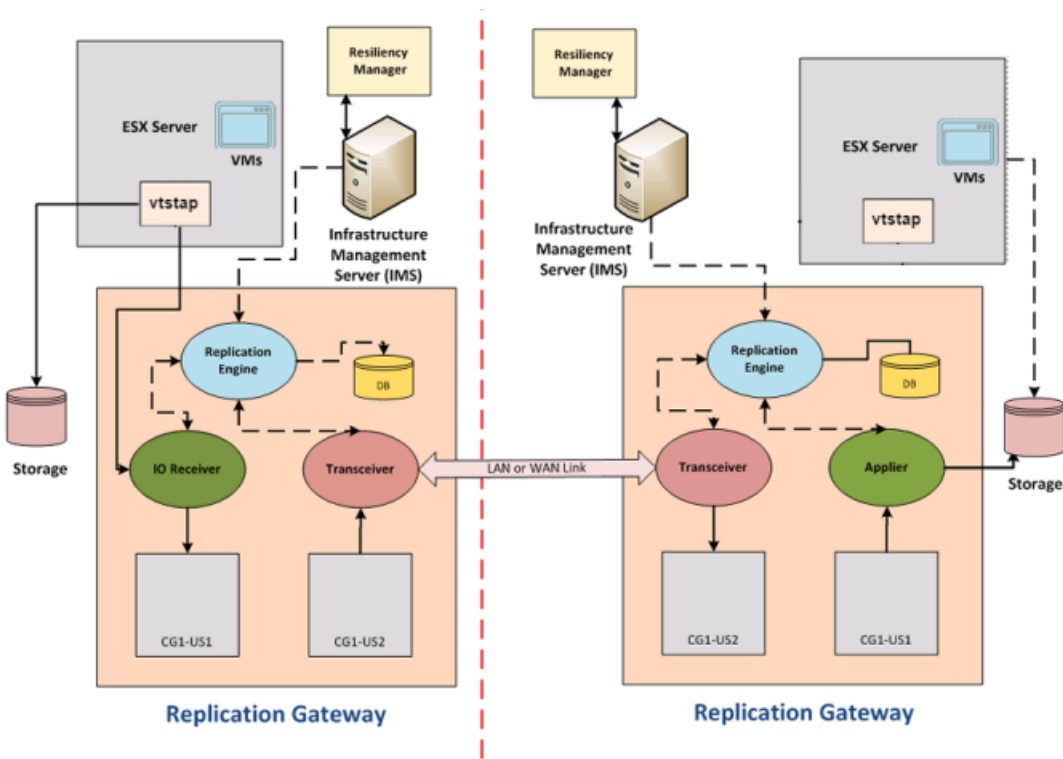 Resiliency
Manager
ESX Server
VMs
vtstap
Infrastructure
Management
Server (IMS)
Replication
Engine
DB
Storage
IO Receiver
Transceiver
CG1-US1
CG1-US2
Replication Gateway
LAN or WAN Link
Resiliency
Manager
ESX Server
VMs
vtstap
Infrastructure
Management
Server (IMS)
Replication
Engine
DB
Transceiver
Applier
Storage
CG1-US2
CG1-US1
Replication Gateway